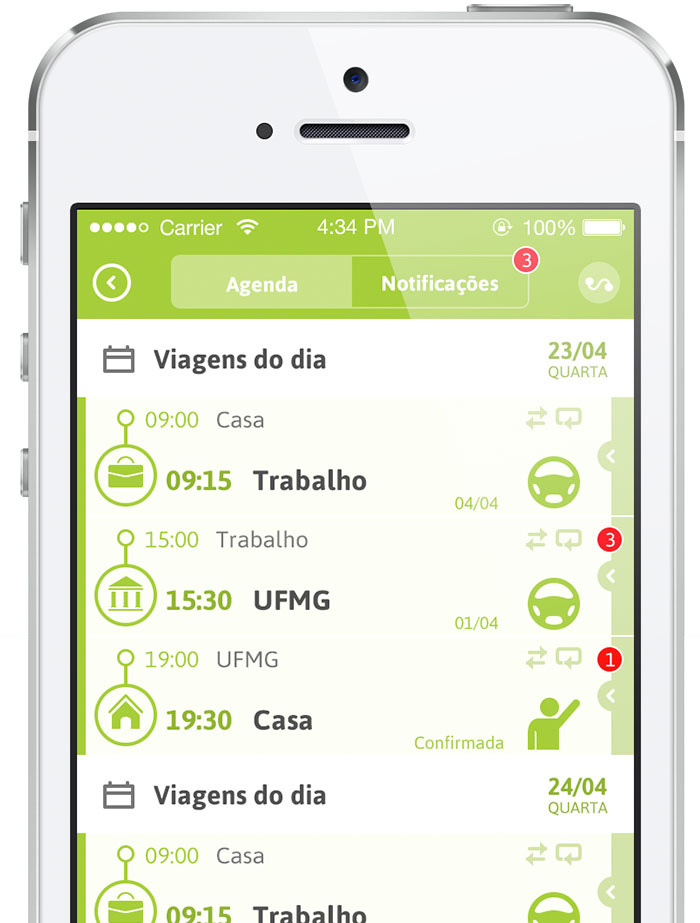 Carrier 4:34 PM 100%
Agenda Notificações 3
Viagens do dia 23/04
QUARTA
09:00 Casa
09:15 Trabalho
04/04
15:00 Trabalho 3
15:30 UFMG
01/04
19:00 UFMG 1
19:30 Casa
Confirmada
Viagens do dia 24/04
QUARTA
09:00 Casa
09:15 Trabalho